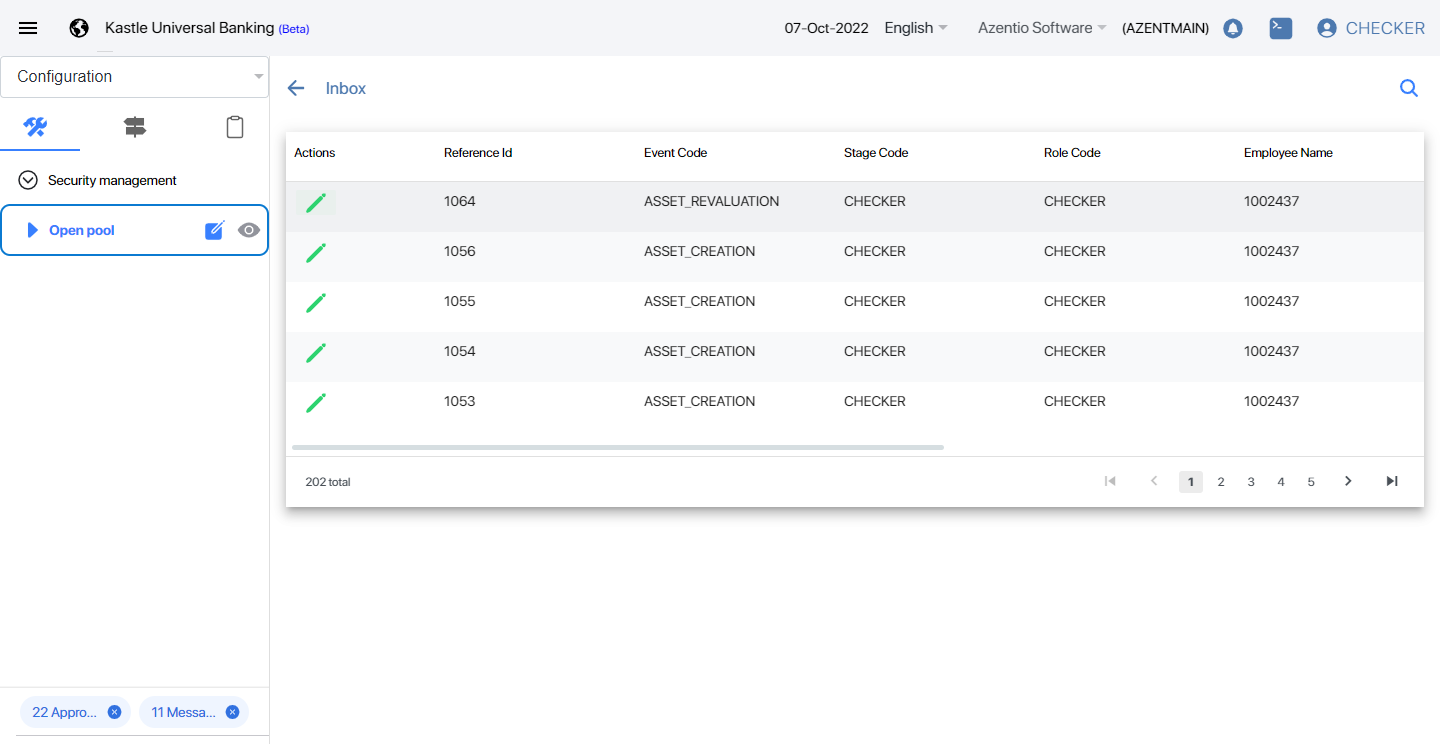 Kastle Universal Banking (Beta)
07-Oct-2022 English Azentio Software (AZENTMAIN) CHECKER
Configuration
Inbox
Security management
Open pool
Actions Reference Id Event Code Stage Code Role Code Employee Name
1064 ASSET_REVALUATION CHECKER CHECKER 1002437
1056 ASSET_CREATION CHECKER CHECKER 1002437
1055 ASSET_CREATION CHECKER CHECKER 1002437
1054 ASSET_CREATION CHECKER CHECKER 1002437
1053 ASSET_CREATION CHECKER CHECKER 1002437
202 total 1 2 3 4 5
22 Appro... 11 Messa...